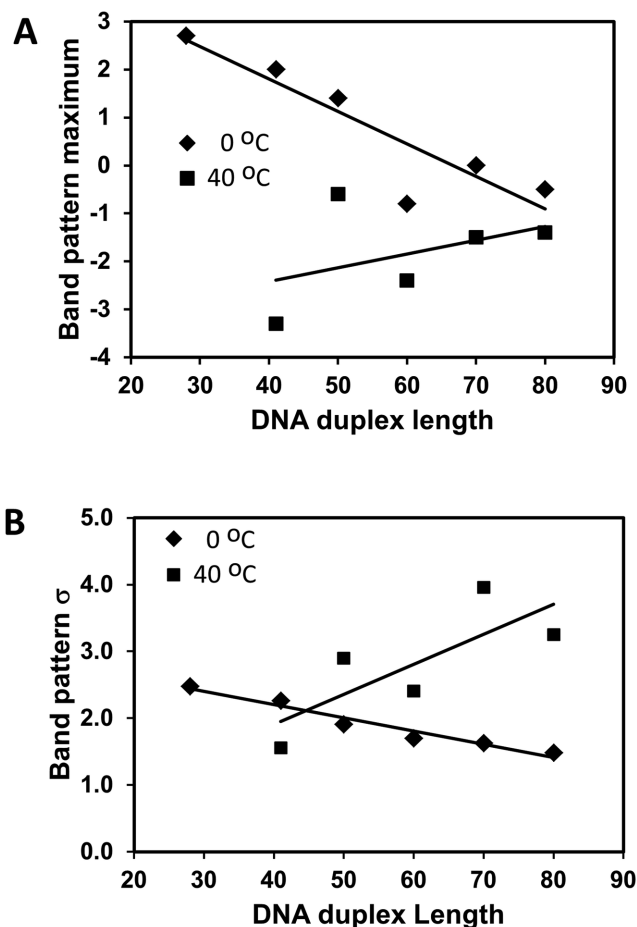 A
Band pattern maximum
3
2
1
0
-1
-2
-3
-4
0 ºC
40 ºC
20 30 40 50 60 70 80 90
DNA duplex length
B
Band pattern σ
5.0
4.0
3.0
2.0
1.0
0.0
0 ºC
40 ºC
20 30 40 50 60 70 80 90
DNA duplex Length